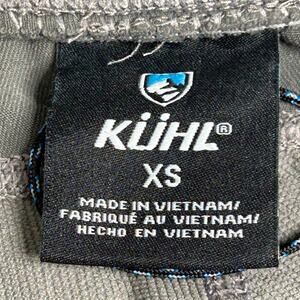 KÜHL®
XS
MADE IN VIETNAM/
FABRIQUÉ AU VIETNAM/
HECHO EN VIETNAM